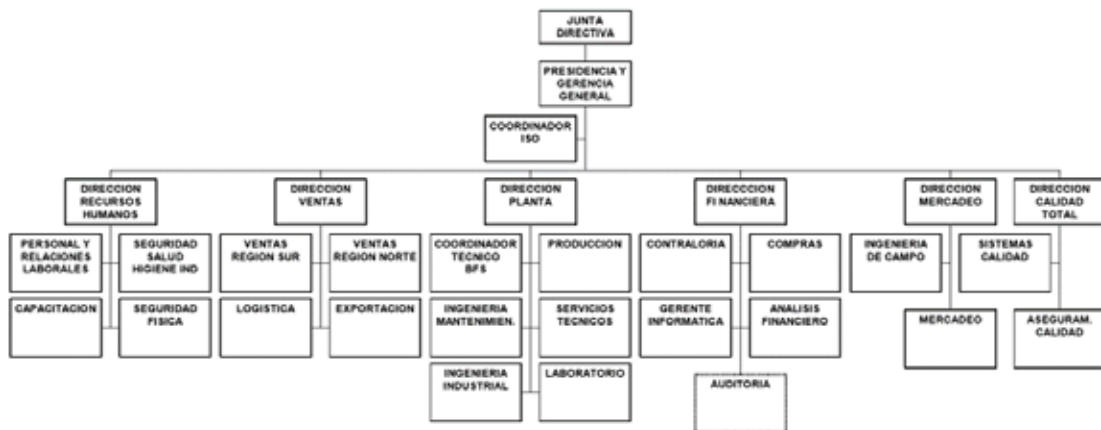 JUNTA
DIRECTIVA
PRESIDENCIA Y
GERENCIA
GENERAL
COORDINADOR
ISO
DIRECCION
RECURSOS
HUMANOS
DIRECCION
VENTAS
DIRECCION
PLANTA
DIRECCCION
FI NANCIERA
DIRECCION
MERCADEO
DIRECCION
CALIDAD
TOTAL
PERSONAL Y
RELACIONES
LABORALES
SEGURIDAD
SALUD
HIGIENE IND
VENTAS
REGION SUR
VENTAS
REGION NORTE
COORDINADOR
TECNICO
BFS
PRODUCCION
CONTRALORIA
COMPRAS
INGENIERIA
DE CAMPO
SISTEMAS
CALIDAD
CAPACITACION
SEGURIDAD
FISICA
LOGISTICA
EXPORTACION
INGENIERIA
MANTENIMIEN.
SERVICIOS
TECNICOS
GERENTE
INFORMATICA
ANALISIS
FINANCIERO
MERCADEO
ASEGURAM.
CALIDAD
INGENIERIA
INDUSTRIAL
LABORATORIO
AUDITORIA